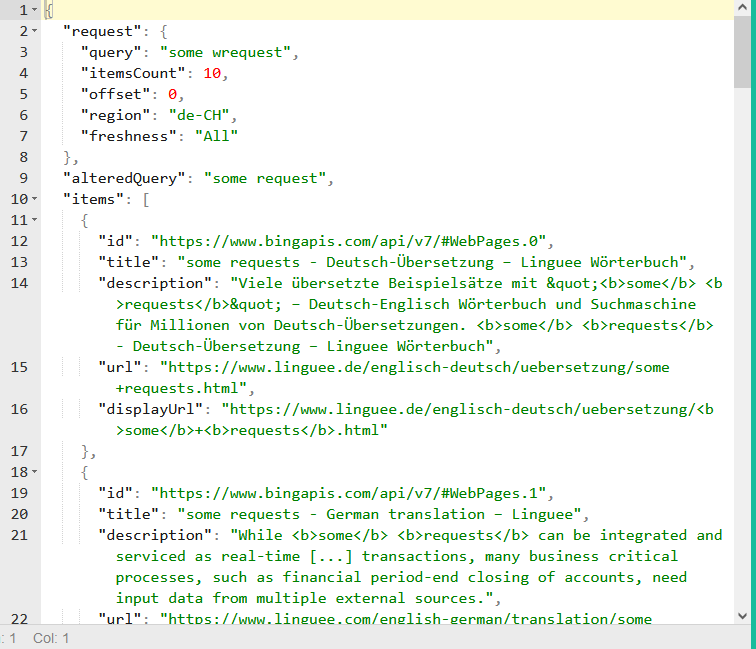 1 {
2 "request": {
3 "query": "some wrequest",
4 "itemsCount": 10,
5 "offset": 0,
6 "region": "de-CH",
7 "freshness": "All"
8 },
9 "alteredQuery": "some request",
10 "items": [
11 {
12 "id": "https://www.bingapis.com/api/v7/#WebPages.0",
13 "title": "some requests - Deutsch-Übersetzung – Linguee Wörterbuch",
14 "description": "Viele übersetzte Beispielsätze mit &quot;<b>some</b> <b
>requests</b>&quot; – Deutsch-Englisch Wörterbuch und Suchmaschine
für Millionen von Deutsch-Übersetzungen. <b>some</b> <b>requests</b>
- Deutsch-Übersetzung – Linguee Wörterbuch",
15 "url": "https://www.linguee.de/englisch-deutsch/uebersetzung/some
+requests.html",
16 "displayUrl": "https://www.linguee.de/englisch-deutsch/uebersetzung/<b
>some</b>+<b>requests</b>.html"
17 },
18 {
19 "id": "https://www.bingapis.com/api/v7/#WebPages.1",
20 "title": "some requests - German translation – Linguee",
21 "description": "While <b>some</b> <b>requests</b> can be integrated and
serviced as real-time [...] transactions, many business critical
processes, such as financial period-end closing of accounts, need
input data from multiple external sources.",
22 "url": "https://www.linguee.com/english-german/translation/some
: 1 Col: 1